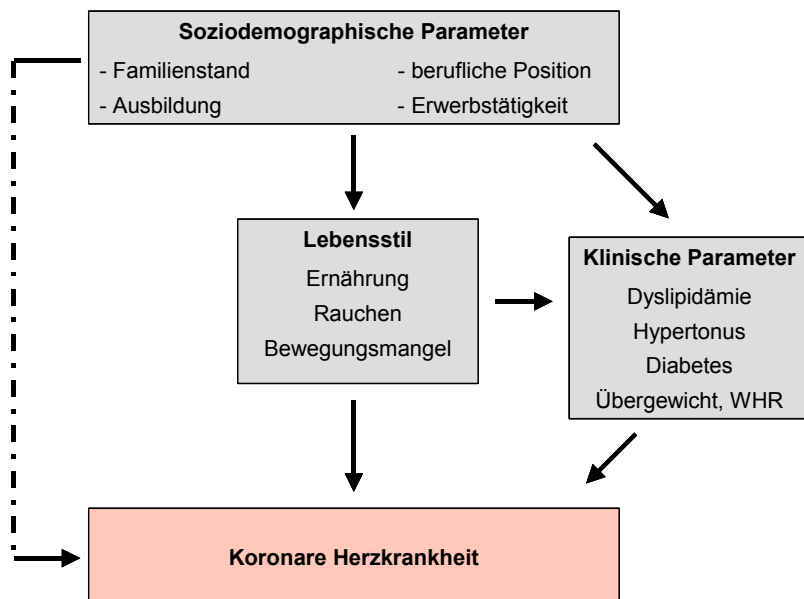 Soziodemographische Parameter
- Familienstand - berufliche Position
- Ausbildung - Erwerbstätigkeit
Lebensstil
Ernährung
Rauchen
Bewegungsmangel
Klinische Parameter
Dyslipidämie
Hypertonus
Diabetes
Übergewicht, WHR
Koronare Herzkrankheit